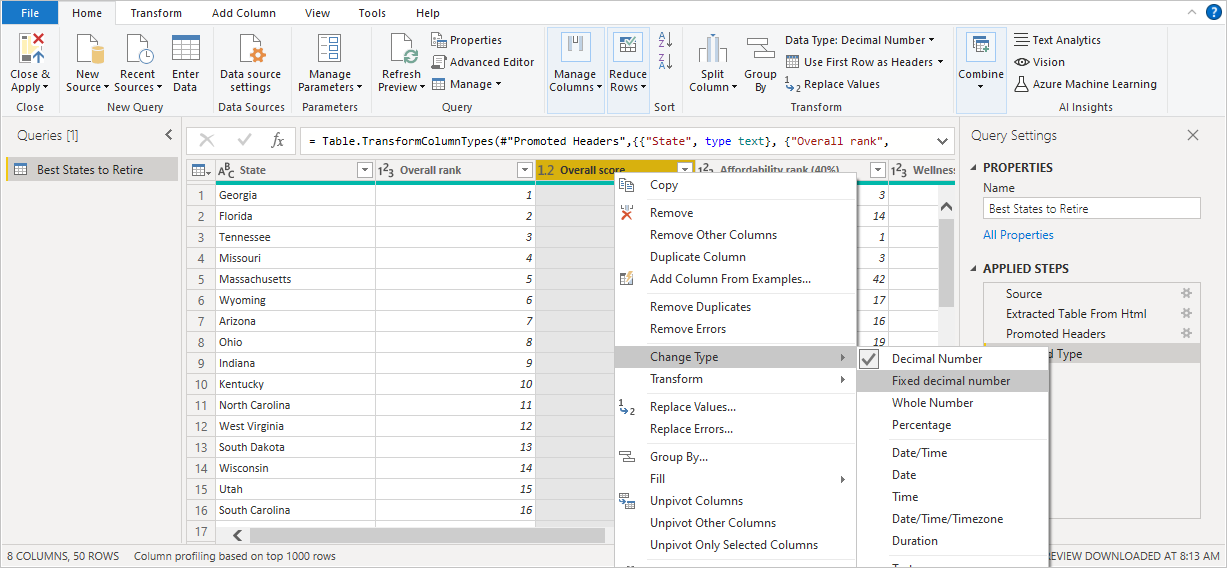 File Home Transform Add Column View Tools Help
Close & Apply
New Source
Recent Sources
Enter Data
Data source settings
Manage Parameters
Refresh Preview
Properties
Advanced Editor
Manage
Manage Columns
Reduce Rows
Split Column
Group By
Data Type: Decimal Number
Use First Row as Headers
Replace Values
Combine
Text Analytics
Vision
Azure Machine Learning
Close New Query Data Sources Parameters Query Sort Transform AI Insights
Queries [1]
Best States to Retire
fx = Table.TransformColumnTypes(#"Promoted Headers",{{"State", type text}, {"Overall rank",
ABC State 123 Overall rank 1.2 Overall score 123 Affordability rank (40%) 123 Wellness
1 Georgia 1 3
2 Florida 2 14
3 Tennessee 3 1
4 Missouri 4 3
5 Massachusetts 5 42
6 Wyoming 6 17
7 Arizona 7 16
8 Ohio 8 19
9 Indiana 9
10 Kentucky 10
11 North Carolina 11
12 West Virginia 12
13 South Dakota 13
14 Wisconsin 14
15 Utah 15
16 South Carolina 16
17
Copy
Remove
Remove Other Columns
Duplicate Column
Add Column From Examples...
Remove Duplicates
Remove Errors
Change Type
Transform
Replace Values...
Replace Errors...
Group By...
Fill
Unpivot Columns
Unpivot Other Columns
Unpivot Only Selected Columns
Decimal Number
Fixed decimal number
Whole Number
Percentage
Date/Time
Date
Time
Date/Time/Timezone
Duration
Query Settings
PROPERTIES
Name
Best States to Retire
All Properties
APPLIED STEPS
Source
Extracted Table From Html
Promoted Headers
Type
8 COLUMNS, 50 ROWS Column profiling based on top 1000 rows
REVIEW DOWNLOADED AT 8:13 AM